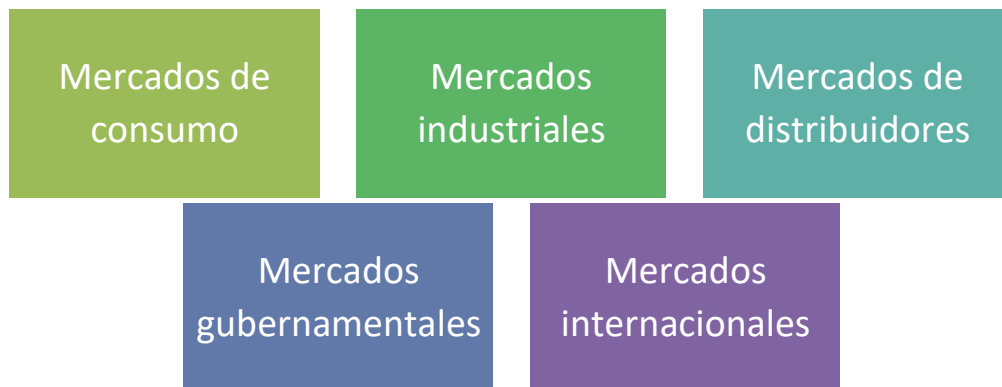 Mercados de
consumo
Mercados
industriales
Mercados de
distribuidores
Mercados
gubernamentales
Mercados
internacionales